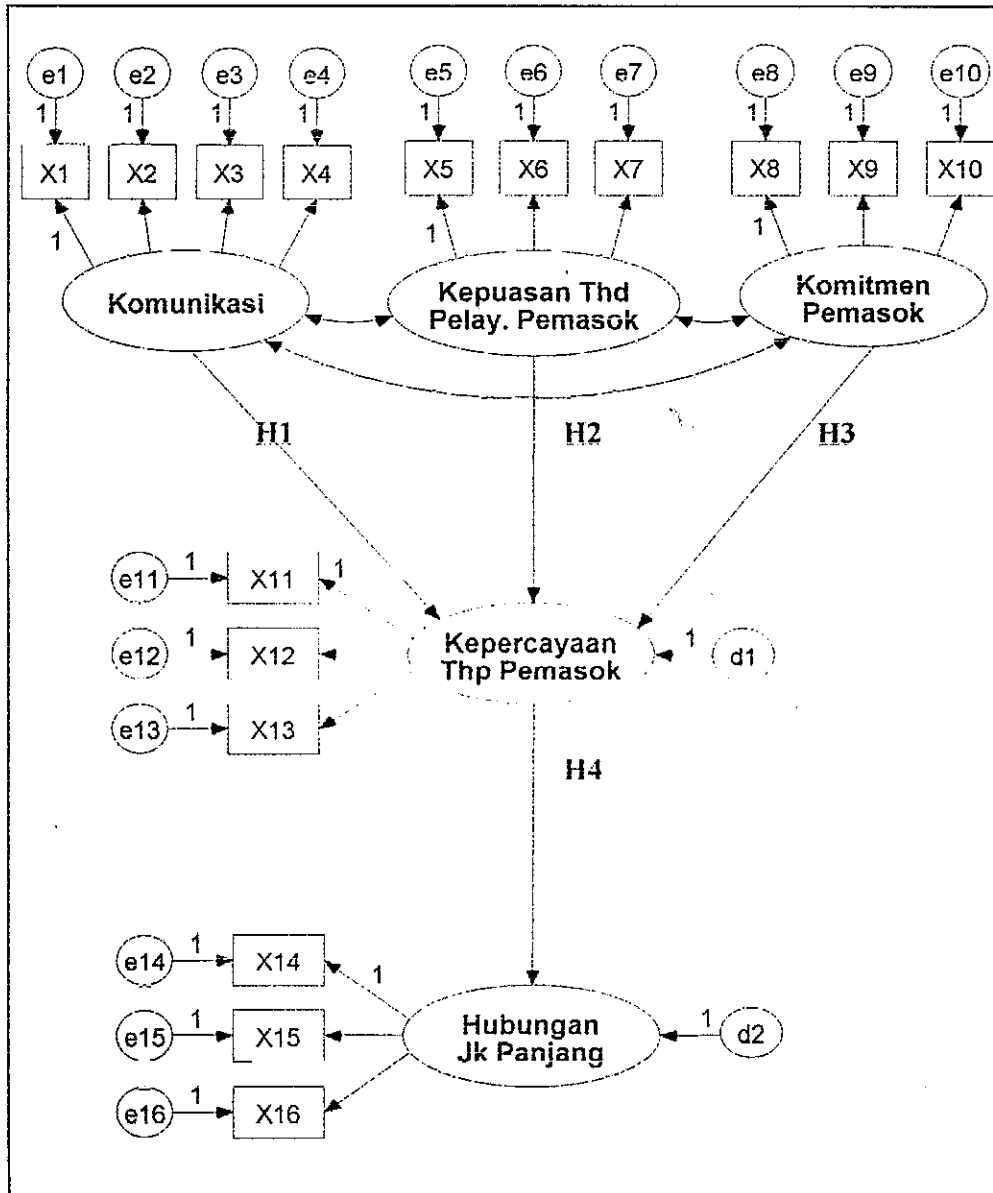 e1 e2 e3 e4 e5 e6 e7 e8 e9 e10
1 1 1 1 1 1 1 1 1 1
X1 X2 X3 X4 X5 X6 X7 X8 X9 X10
1 1 1
Komunikasi
Kepuasan Thd
Pelay. Pemasok
Komitmen
Pemasok
H1 H2 H3
e11 1 X11 1
e12 1 X12
e13 1 X13
Kepercayaan
Thp Pemasok
1 d1
H4
e14 1 X14 1
e15 1 X15
e16 1 X16
Hubungan
Jk Panjang
1 d2